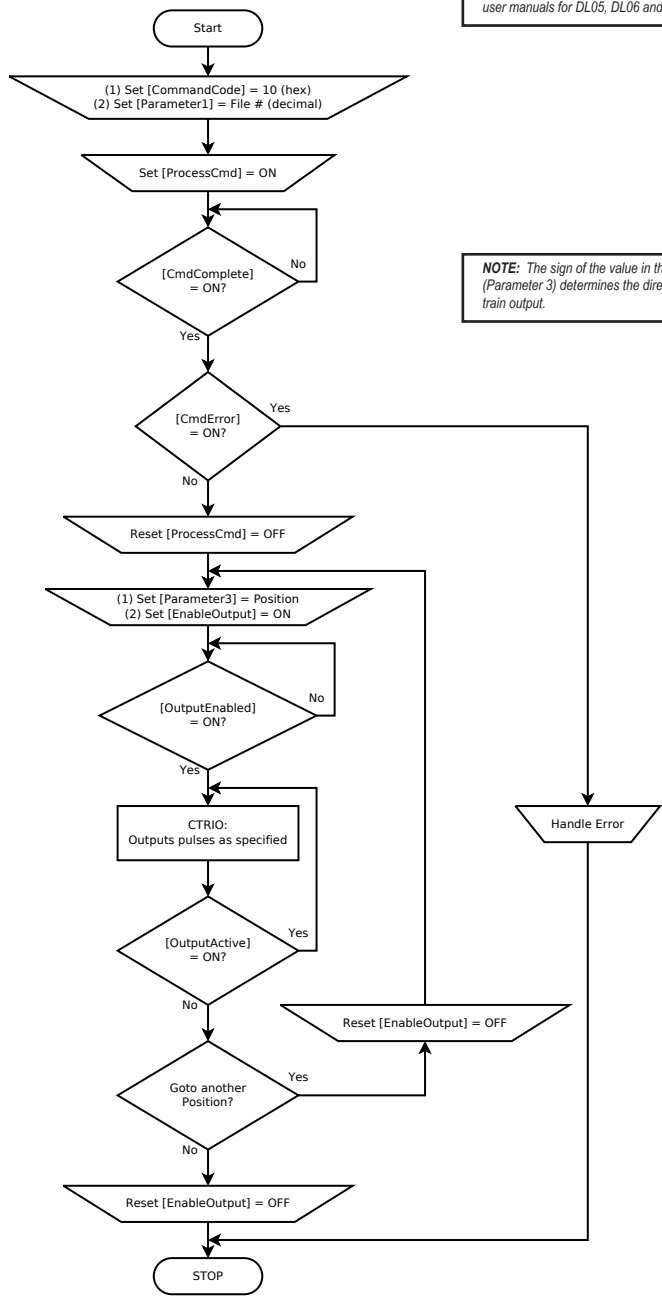 user manuals for DL05, DL06 and
Start
(1) Set [CommandCode] = 10 (hex)
(2) Set [Parameter1] = File # (decimal)
Set [ProcessCmd] = ON
[CmdComplete]
= ON?
No
Yes
NOTE: The sign of the value in th
(Parameter 3) determines the dire
train output.
[CmdError]
= ON?
Yes
No
Reset [ProcessCmd] = OFF
(1) Set [Parameter3] = Position
(2) Set [EnableOutput] = ON
[OutputEnabled]
= ON?
No
Yes
CTRIO:
Outputs pulses as specified
Handle Error
[OutputActive]
= ON?
Yes
No
Reset [EnableOutput] = OFF
Goto another
Position?
Yes
No
Reset [EnableOutput] = OFF
STOP